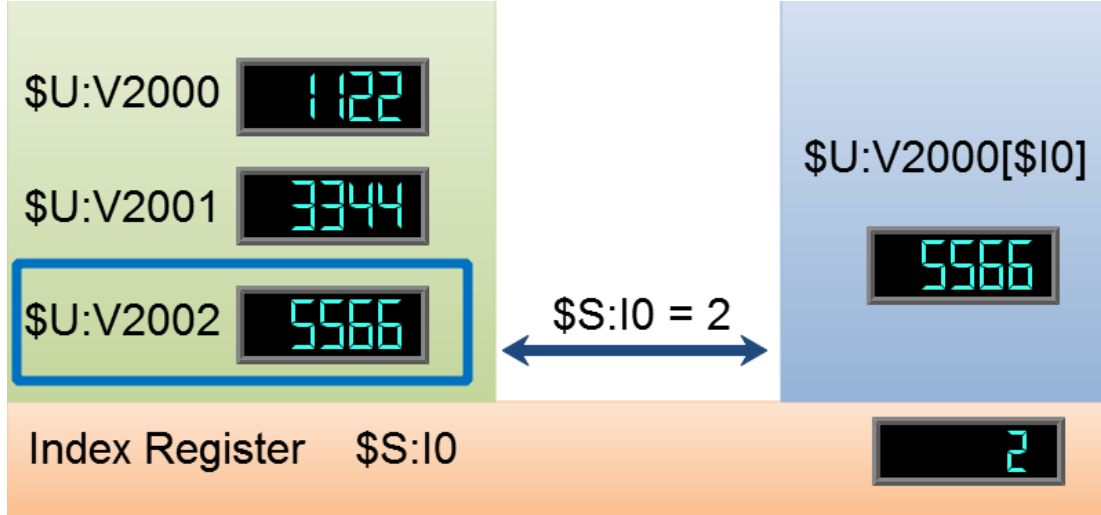 $U:V2000 1122
$U:V2001 3344
$U:V2002 5566
$S:I0 = 2
$U:V2000[$I0]
5566
Index Register $S:I0 2